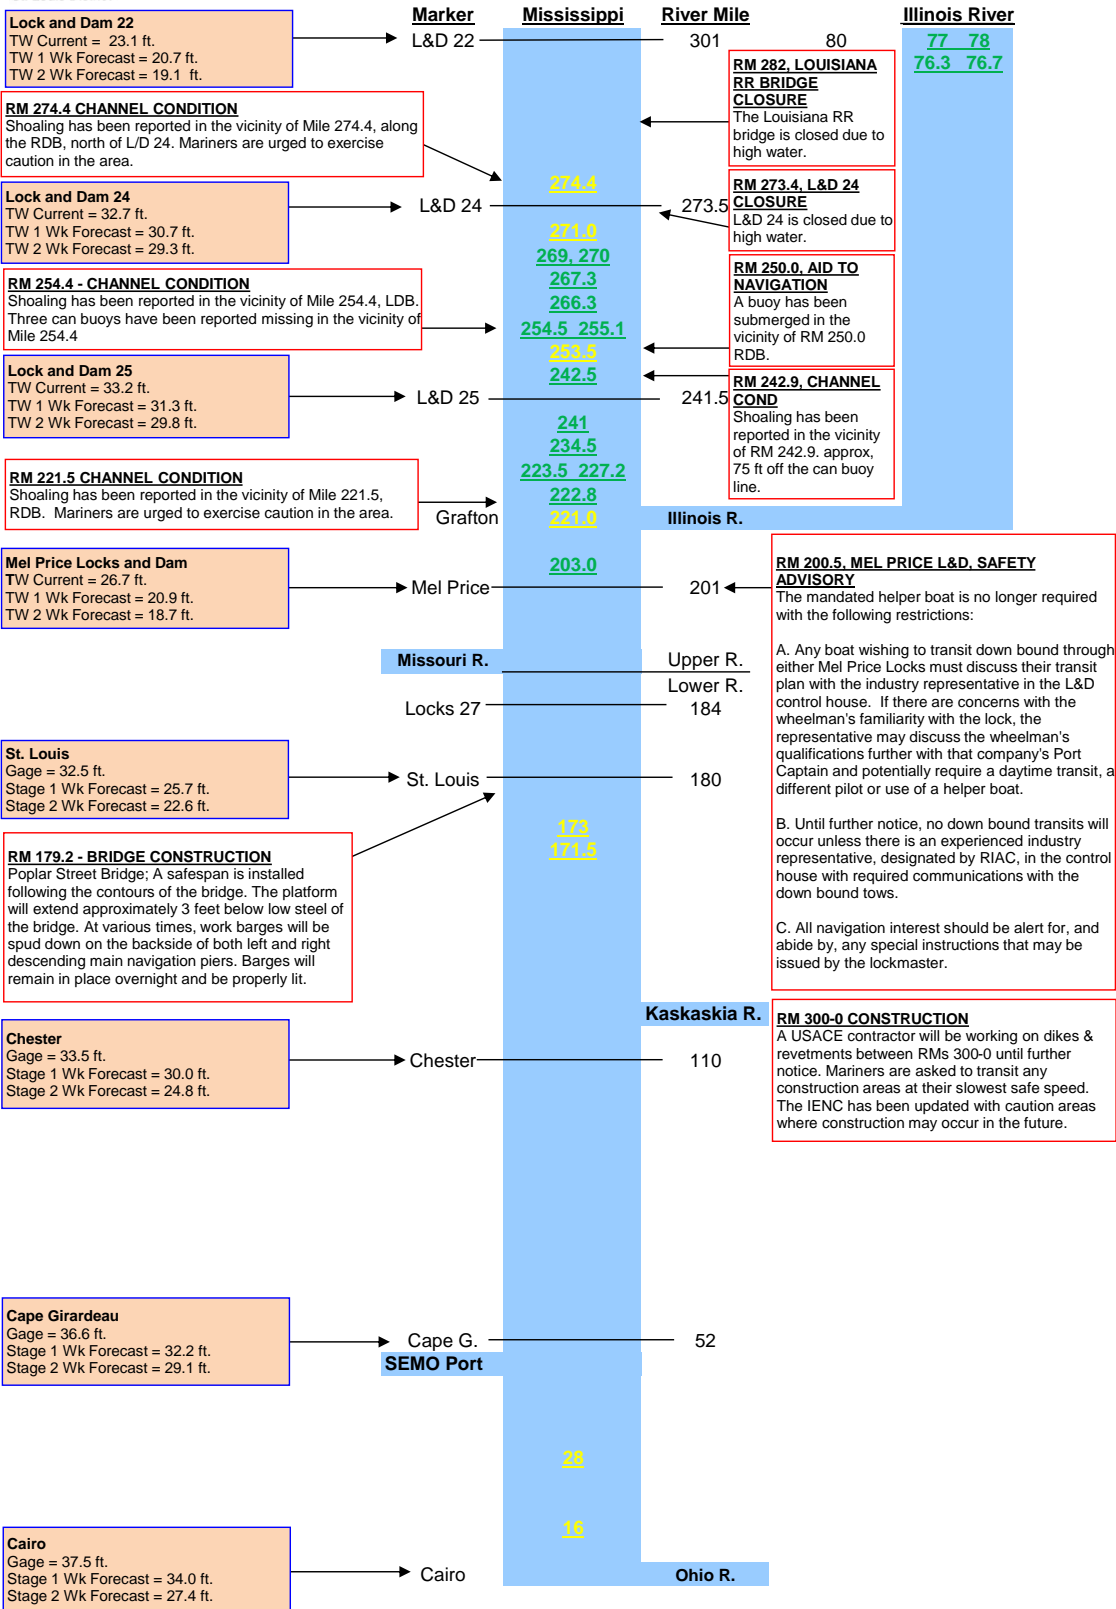 Marker Mississippi River Mile Illinois River
Lock and Dam 22
TW Current = 23.1 ft.
TW 1 Wk Forecast = 20.7 ft.
TW 2 Wk Forecast = 19.1 ft.
L&D 22 301 80 77 78
76.3 76.7
RM 282, LOUISIANA
RR BRIDGE
CLOSURE
The Louisiana RR
bridge is closed due to
high water.
RM 274.4 CHANNEL CONDITION
Shoaling has been reported in the vicinity of Mile 274.4, along
the RDB, north of L/D 24. Mariners are urged to exercise
caution in the area.
274.4
RM 273.4, L&D 24
CLOSURE
L&D 24 is closed due to
high water.
Lock and Dam 24
TW Current = 32.7 ft.
TW 1 Wk Forecast = 30.7 ft.
TW 2 Wk Forecast = 29.3 ft.
L&D 24 273.5
271.0
269, 270
267.3
266.3
254.5 255.1
253.5
242.5
RM 254.4 - CHANNEL CONDITION
Shoaling has been reported in the vicinity of Mile 254.4, LDB.
Three can buoys have been reported missing in the vicinity of
Mile 254.4
RM 250.0, AID TO
NAVIGATION
A buoy has been
submerged in the
vicinity of RM 250.0
RDB.
Lock and Dam 25
TW Current = 33.2 ft.
TW 1 Wk Forecast = 31.3 ft.
TW 2 Wk Forecast = 29.8 ft.
L&D 25 241.5
RM 242.9, CHANNEL
COND
Shoaling has been
reported in the vicinity
of RM 242.9. approx,
75 ft off the can buoy
line.
241
234.5
223.5 227.2
222.8
221.0
RM 221.5 CHANNEL CONDITION
Shoaling has been reported in the vicinity of Mile 221.5,
RDB. Mariners are urged to exercise caution in the area.
Grafton Illinois R.
203.0
Mel Price Locks and Dam
TW Current = 26.7 ft.
TW 1 Wk Forecast = 20.9 ft.
TW 2 Wk Forecast = 18.7 ft.
Mel Price 201
RM 200.5, MEL PRICE L&D, SAFETY
ADVISORY
The mandated helper boat is no longer required
with the following restrictions:
A. Any boat wishing to transit down bound through
either Mel Price Locks must discuss their transit
plan with the industry representative in the L&D
control house. If there are concerns with the
wheelman's familiarity with the lock, the
representative may discuss the wheelman's
qualifications further with that company's Port
Captain and potentially require a daytime transit, a
different pilot or use of a helper boat.
B. Until further notice, no down bound transits will
occur unless there is an experienced industry
representative, designated by RIAC, in the control
house with required communications with the
down bound tows.
C. All navigation interest should be alert for, and
abide by, any special instructions that may be
issued by the lockmaster.
Missouri R. Upper R.
Lower R.
Locks 27 184
St. Louis
Gage = 32.5 ft.
Stage 1 Wk Forecast = 25.7 ft.
Stage 2 Wk Forecast = 22.6 ft.
St. Louis 180
173
171.5
RM 179.2 - BRIDGE CONSTRUCTION
Poplar Street Bridge; A safespan is installed
following the contours of the bridge. The platform
will extend approximately 3 feet below low steel of
the bridge. At various times, work barges will be
spud down on the backside of both left and right
descending main navigation piers. Barges will
remain in place overnight and be properly lit.
Kaskaskia R.
RM 300-0 CONSTRUCTION
A USACE contractor will be working on dikes &
revetments between RMs 300-0 until further
notice. Mariners are asked to transit any
construction areas at their slowest safe speed.
The IENC has been updated with caution areas
where construction may occur in the future.
Chester
Gage = 33.5 ft.
Stage 1 Wk Forecast = 30.0 ft.
Stage 2 Wk Forecast = 24.8 ft.
Chester 110
Cape Girardeau
Gage = 36.6 ft.
Stage 1 Wk Forecast = 32.2 ft.
Stage 2 Wk Forecast = 29.1 ft.
Cape G. 52
SEMO Port
28
16
Cairo
Gage = 37.5 ft.
Stage 1 Wk Forecast = 34.0 ft.
Stage 2 Wk Forecast = 27.4 ft.
Cairo Ohio R.